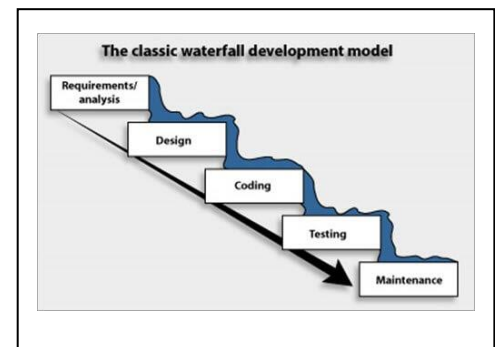 The classic waterfall development model
Requirements/
analysis
Design
Coding
Testing
Maintenance